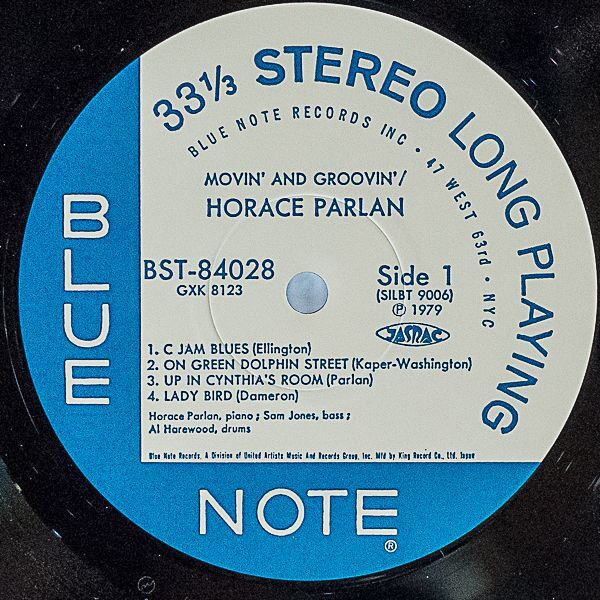 33 1/3 STEREO LONG PLAYING
BLUE NOTE RECORDS INC • 47 WEST 63rd • NYC
MOVIN' AND GROOVIN'/
HORACE PARLAN
BST-84028
GXK 8123
Side 1
(SILBT 9006)
Ⓟ 1979
JASRAC
1. C JAM BLUES (Ellington)
2. ON GREEN DOLPHIN STREET (Kaper-Washington)
3. UP IN CYNTHIA'S ROOM (Parlan)
4. LADY BIRD (Dameron)
Horace Parlan, piano ; Sam Jones, bass ;
Al Harewood, drums
Blue Note Records, A Division of United Artists Music And Records Group, Inc. Mfd by King Record Co., Ltd. Japan
BLUE
NOTE
®